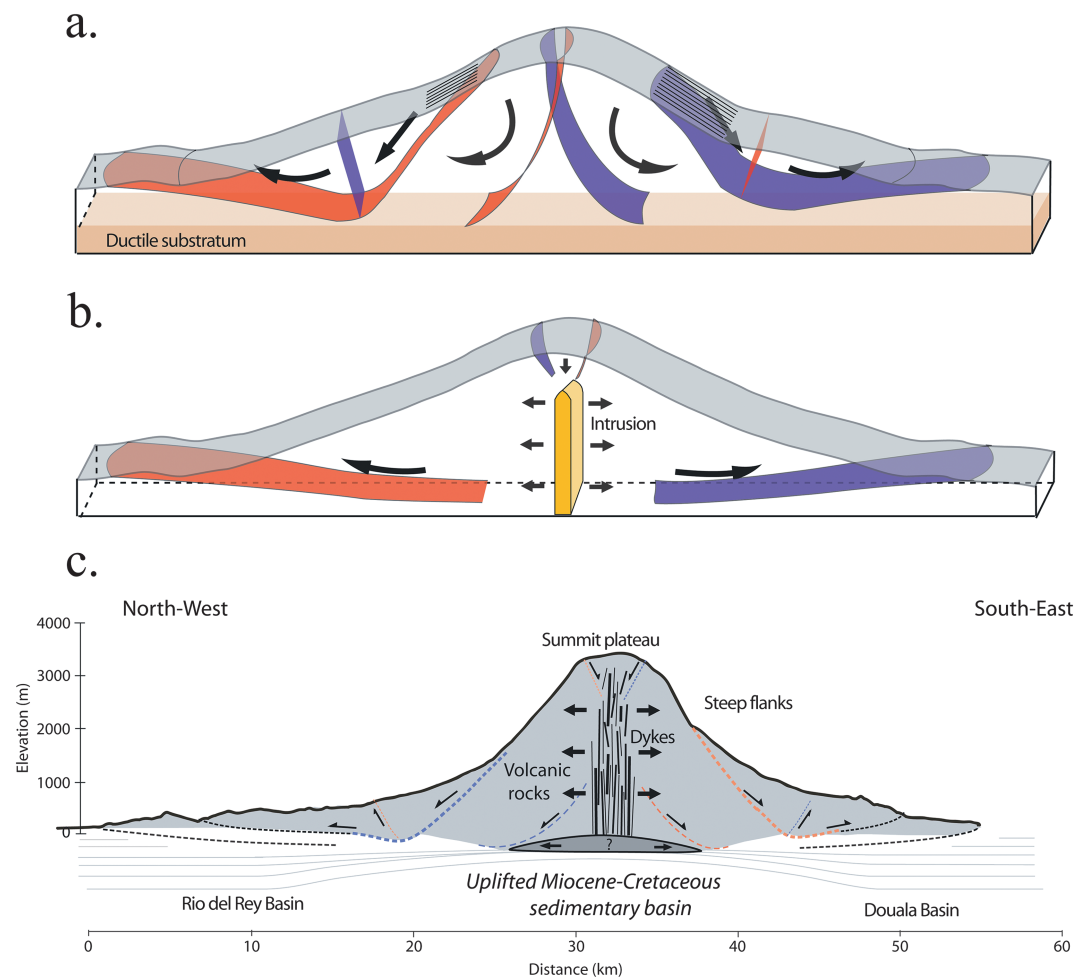 a.
Ductile substratum
b.
Intrusion
c.
North-West
South-East
4000
3000
2000
1000
0
Elevation (m)
Summit plateau
Steep flanks
Dykes
Volcanic
rocks
?
Uplifted Miocene-Cretaceous
sedimentary basin
Rio del Rey Basin
Douala Basin
0 10 20 30 40 50 60
Distance (km)